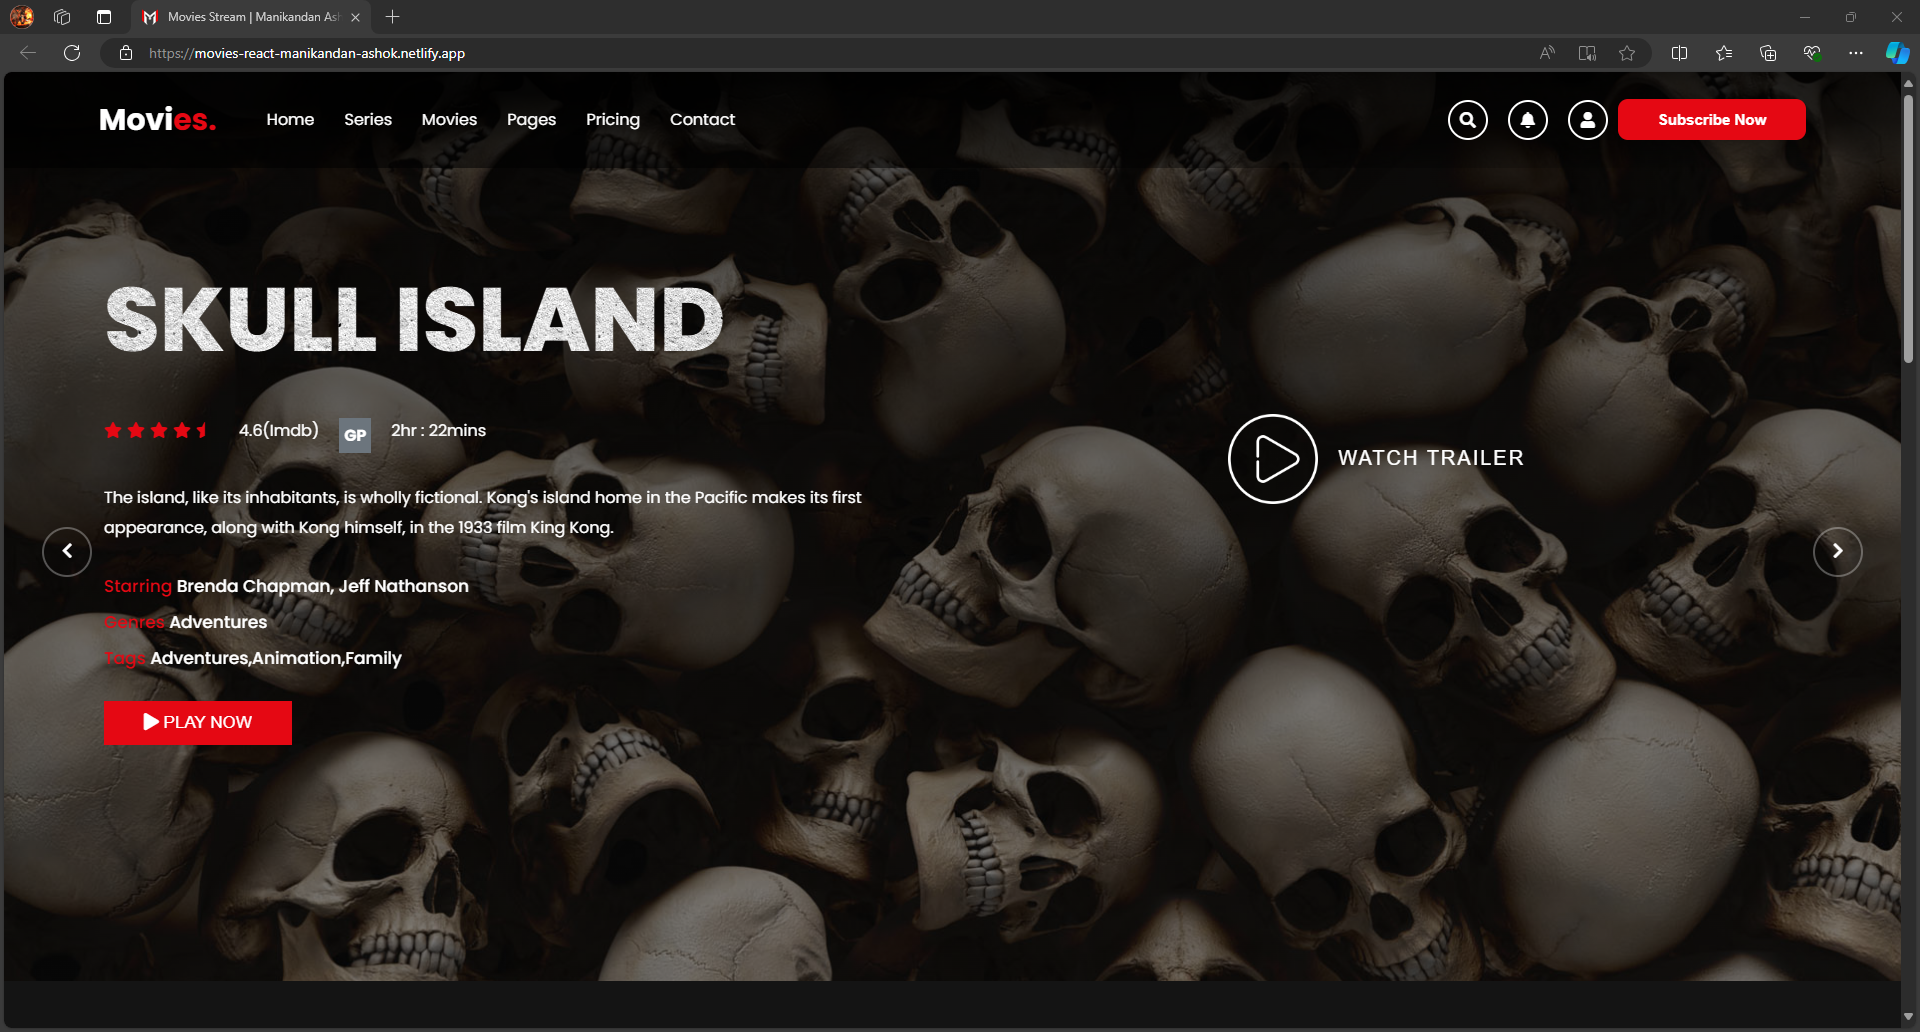 Movies Stream | Manikandan Ash
https://movies-react-manikandan-ashok.netlify.app
Movies.
Home Series Movies Pages Pricing Contact
Subscribe Now
SKULL ISLAND
4.6(Imdb) GP 2hr : 22mins
WATCH TRAILER
The island, like its inhabitants, is wholly fictional. Kong's island home in the Pacific makes its first
appearance, along with Kong himself, in the 1933 film King Kong.
Starring Brenda Chapman, Jeff Nathanson
Genres Adventures
Tags Adventures,Animation,Family
PLAY NOW